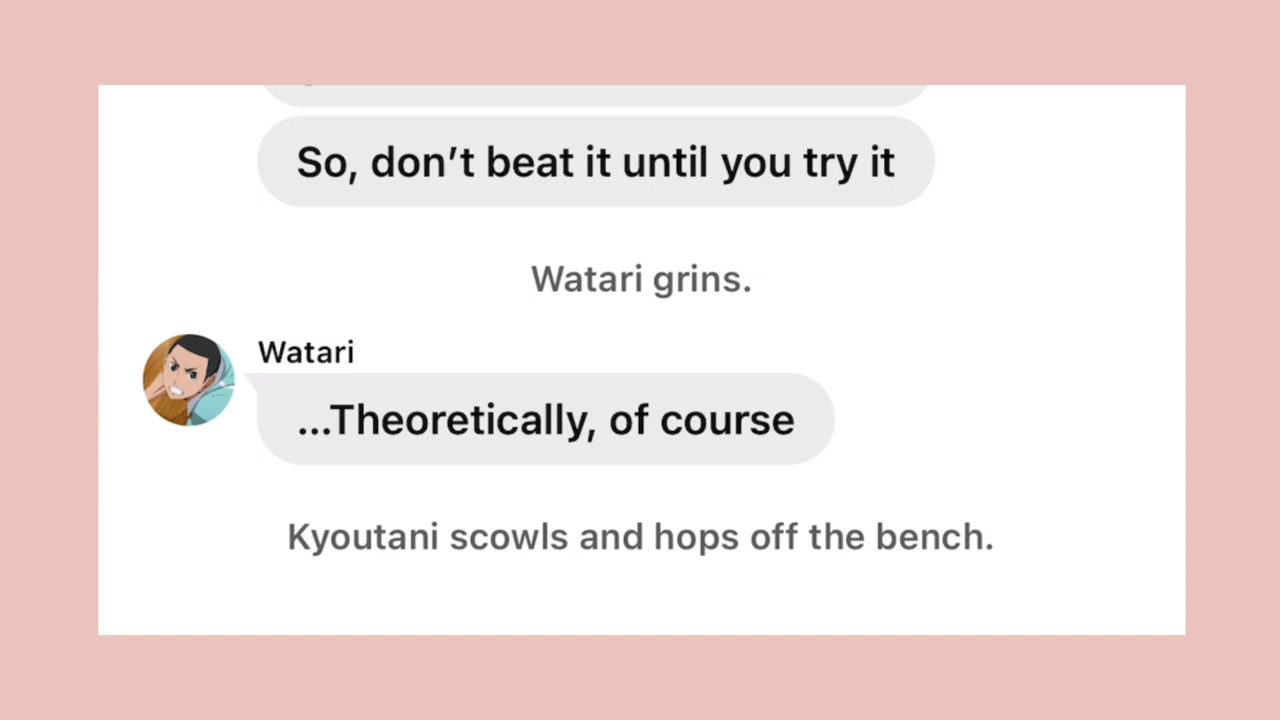 So, don’t beat it until you try it
Watari grins.
Watari
...Theoretically, of course
Kyoutani scowls and hops off the bench.